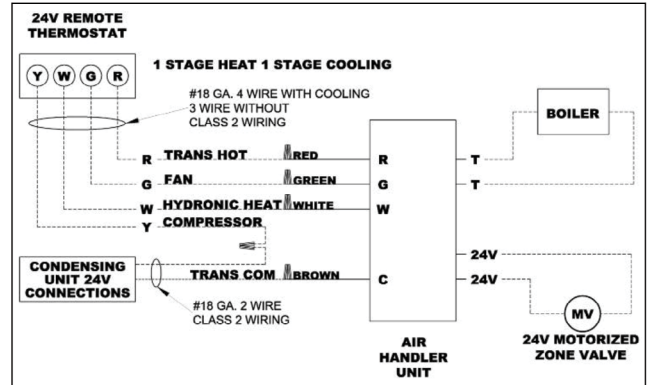 24V REMOTE
THERMOSTAT
Y W G R
1 STAGE HEAT 1 STAGE COOLING
#18 GA. 4 WIRE WITH COOLING
3 WIRE WITHOUT
CLASS 2 WIRING
BOILER
R TRANS HOT RED R T
G FAN GREEN G T
W HYDRONIC HEAT WHITE W
Y COMPRESSOR
24V
CONDENSING
UNIT 24V
CONNECTIONS
TRANS COM BROWN C 24V
#18 GA. 2 WIRE
CLASS 2 WIRING
MV
24V MOTORIZED
ZONE VALVE
AIR
HANDLER
UNIT